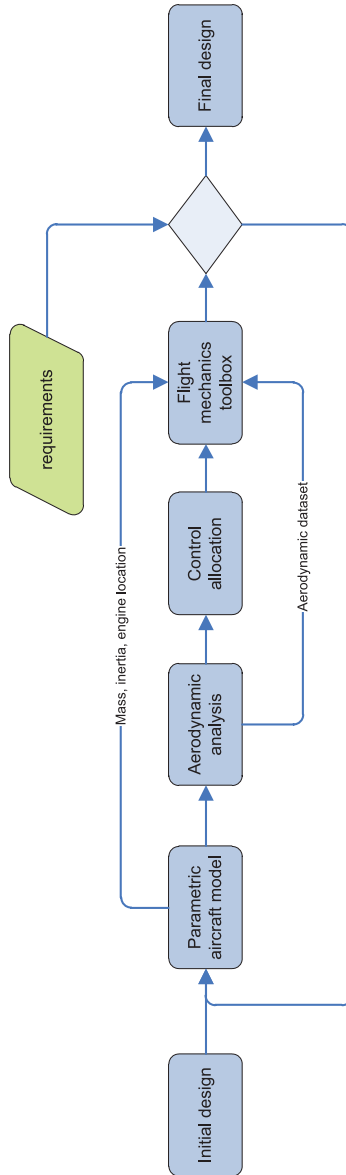 requirements
Mass, inertia, engine location
Initial design
Parametric
aircraft model
Aerodynamic
analysis
Control
allocation
Flight
mechanics
toolbox
Final design
Aerodynamic dataset